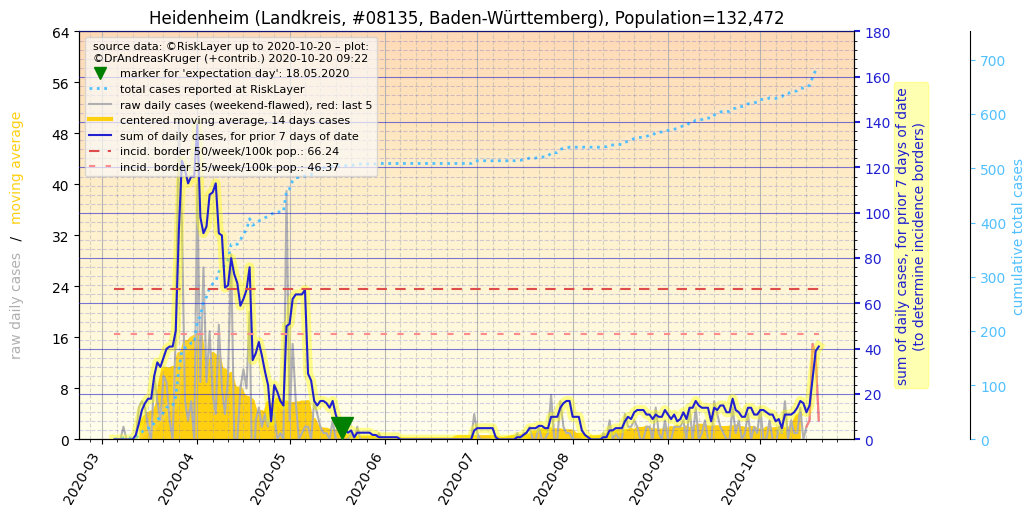 Heidenheim (Landkreis, #08135, Baden-Württemberg), Population=132,472
source data: ©RiskLayer up to 2020-10-20 – plot:
©DrAndreasKruger (+contrib.) 2020-10-20 09:22
marker for 'expectation day': 18.05.2020
total cases reported at RiskLayer
raw daily cases (weekend-flawed), red: last 5
centered moving average, 14 days cases
sum of daily cases, for prior 7 days of date
incid. border 50/week/100k pop.: 66.24
incid. border 35/week/100k pop.: 46.37
raw daily cases / moving average
64
56
48
40
32
24
16
8
0
180
160
140
120
100
80
60
40
20
0
sum of daily cases, for prior 7 days of date
(to determine incidence borders)
700
600
500
400
300
200
100
0
cumulative total cases
2020-03
2020-04
2020-05
2020-06
2020-07
2020-08
2020-09
2020-10